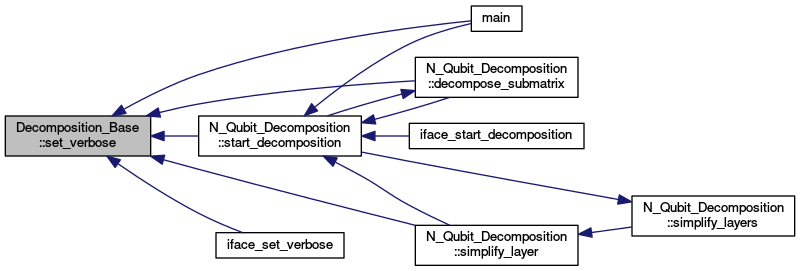 main
N_Qubit_Decomposition
::decompose_submatrix
Decomposition_Base
::set_verbose
N_Qubit_Decomposition
::start_decomposition
iface_start_decomposition
N_Qubit_Decomposition
::simplify_layers
iface_set_verbose
N_Qubit_Decomposition
::simplify_layer